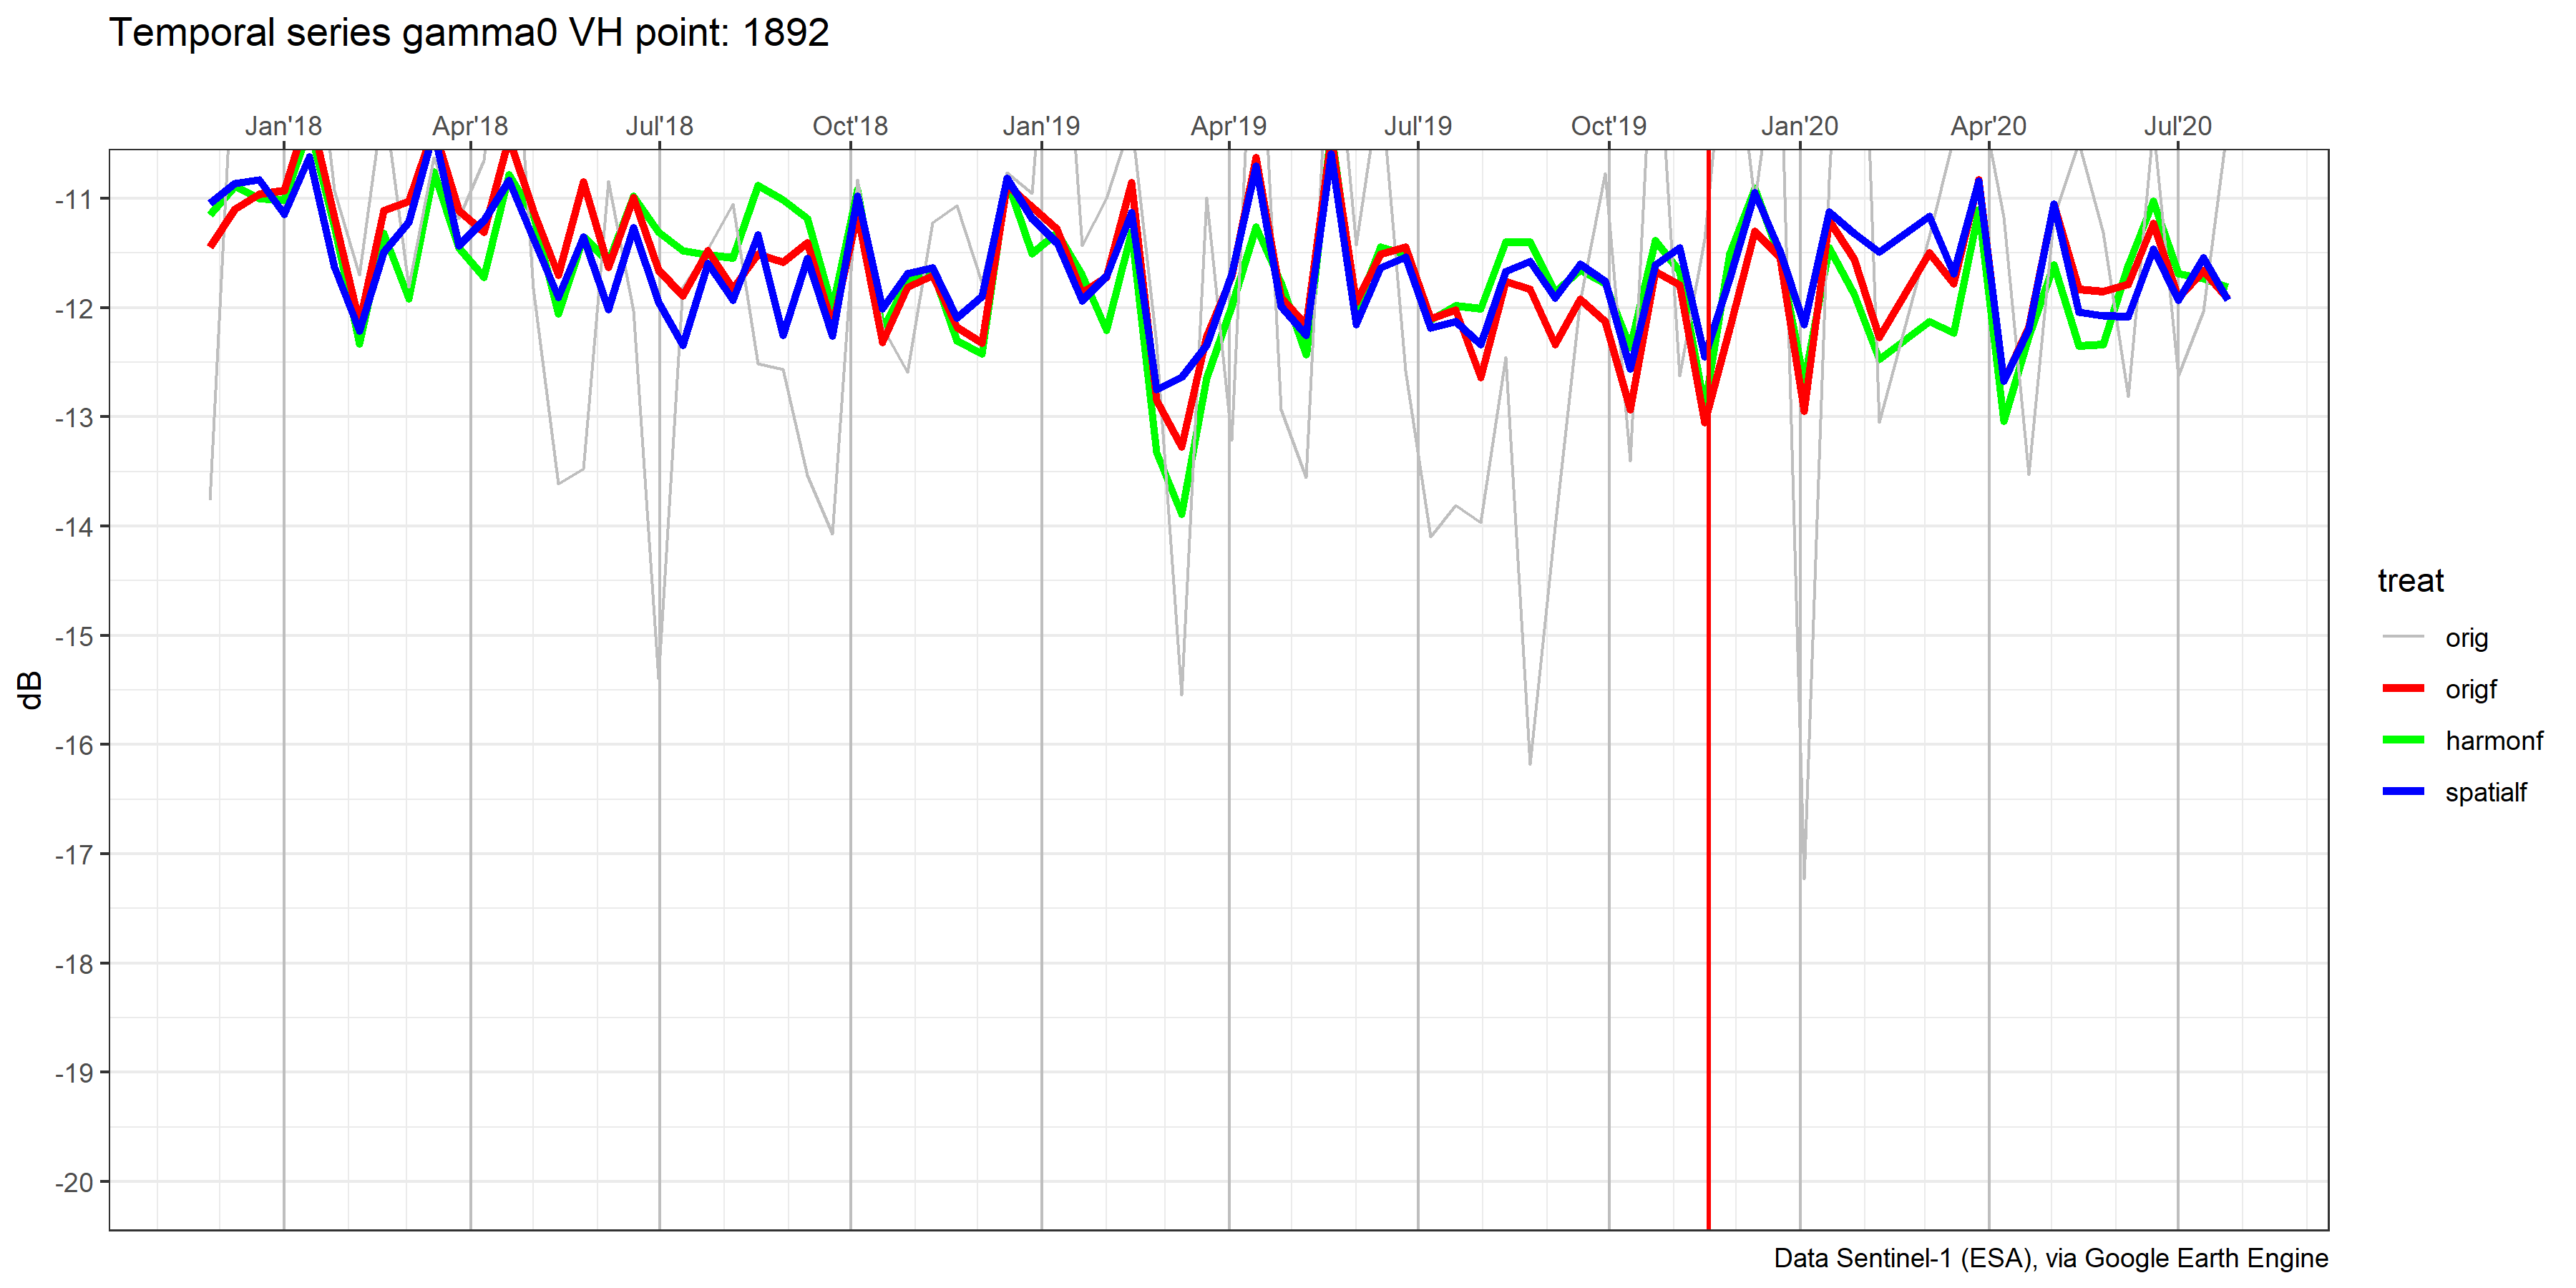 Temporal series gamma0 VH point: 1892
Jan'18 Apr'18 Jul'18 Oct'18 Jan'19 Apr'19 Jul'19 Oct'19 Jan'20 Apr'20 Jul'20
-11
-12
-13
-14
-15
-16
-17
-18
-19
-20
dB
treat
orig
origf
harmonf
spatialf
Data Sentinel-1 (ESA), via Google Earth Engine